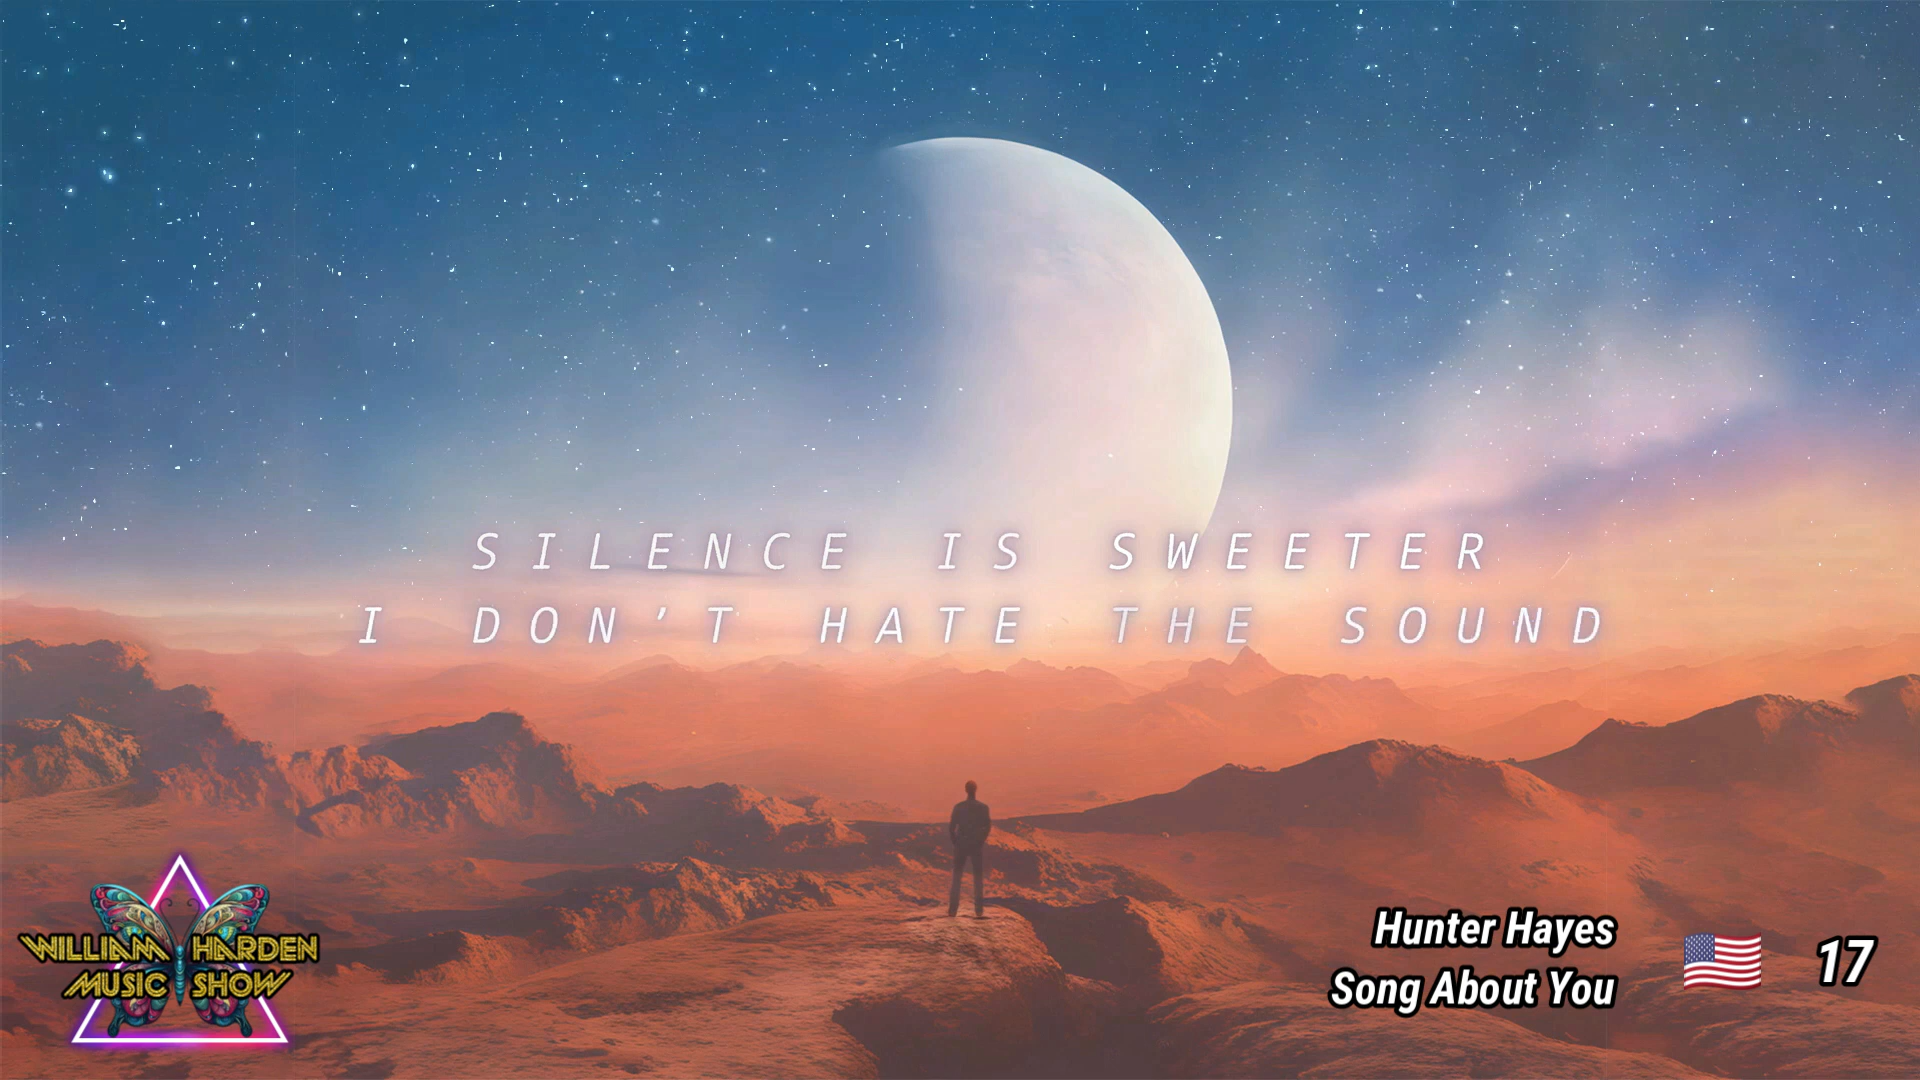 SILENCE IS SWEETER
I DON'T HATE THE SOUND
WILLIAM HARDEN
MUSIC SHOW
Hunter Hayes
Song About You
17